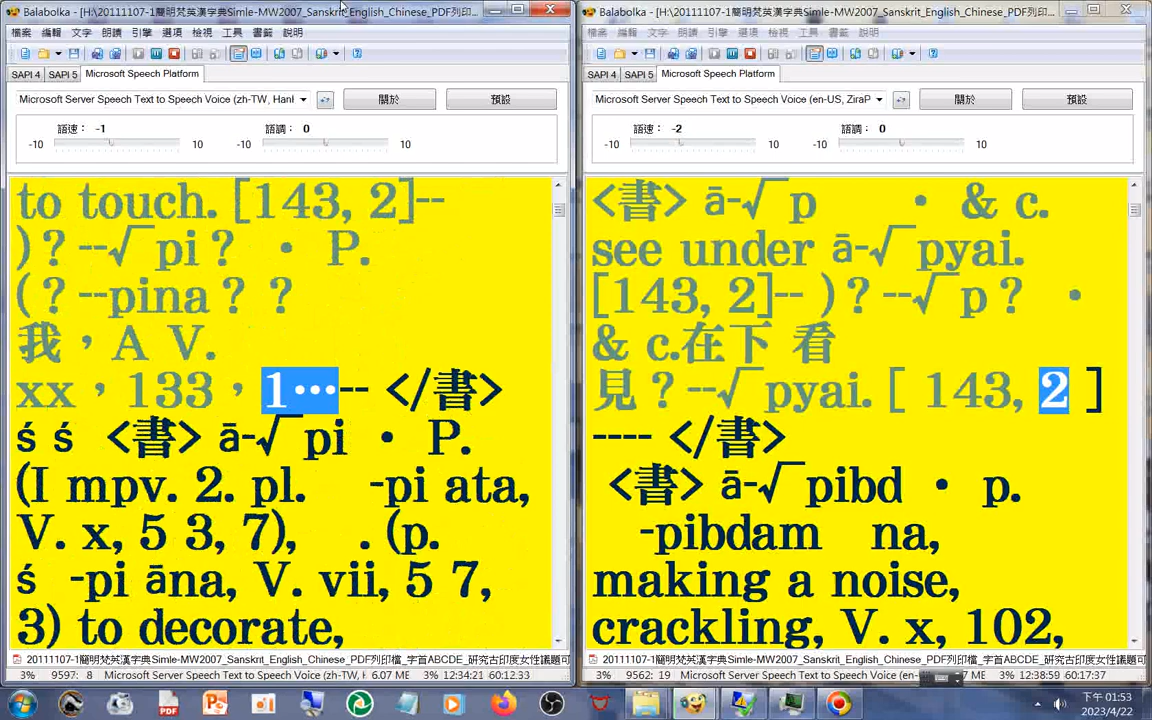 Balabolka - [H:\20111107-1簡明梵英漢字典Simle-MW2007_Sanskrit_English_Chinese_PDF列印...
檔案 編輯 文字 朗讀 引擎 選項 檢視 工具 書籤 說明
SAPI 4 SAPI 5 Microsoft Speech Platform
Microsoft Server Speech Text to Speech Voice (zh-TW, Hanl
關於 預設
語速： -1 語調： 0
-10 10 -10 10
to touch. [143, 2]--
)？--√pi？ • P.
(？--pina？？
我，A V.
xx，133，1⋯-- </書>
ś ś <書> ā-√pi • P.
(I mpv. 2. pl. -pi ata,
V. x, 5 3, 7), . (p.
ś -pi āna, V. vii, 5 7,
3) to decorate,
20111107-1簡明梵英漢字典Simle-MW2007_Sanskrit_English_Chinese_PDF列印檔_字首ABCDE_研究古印度女性議題可
3% 9597: 8 Microsoft Server Speech Text to Speech Voice (zh-TW, H 6.07 ME 3% 12:34:21 60:12:33
Balabolka - [H:\20111107-1簡明梵英漢字典Simle-MW2007_Sanskrit_English_Chinese_PDF列印...
檔案 編輯 文字 朗讀 引擎 選項 檢視 工具 書籤 說明
SAPI 4 SAPI 5 Microsoft Speech Platform
Microsoft Server Speech Text to Speech Voice (en-US, ZiraP
關於 預設
語速： -2 語調： 0
-10 10 -10 10
<書> ā-√p • & c.
see under ā-√pyai.
[143, 2]-- )？--√p？ •
& c.在下 看
見？--√pyai. [ 143, 2 ]
---- </書>
<書> ā-√pibd • p.
-pibdam na,
making a noise,
crackling, V. x, 102,
20111107-1簡明梵英漢字典Simle-MW2007_Sanskrit_English_Chinese_PDF列印檔_字首ABCDE_研究古印度女性議題可
3% 9562: 19 Microsoft Server Speech Text to Speech Voice (en-u 3% 12:38:59 60:17:37
下午 01:53
2023/4/22